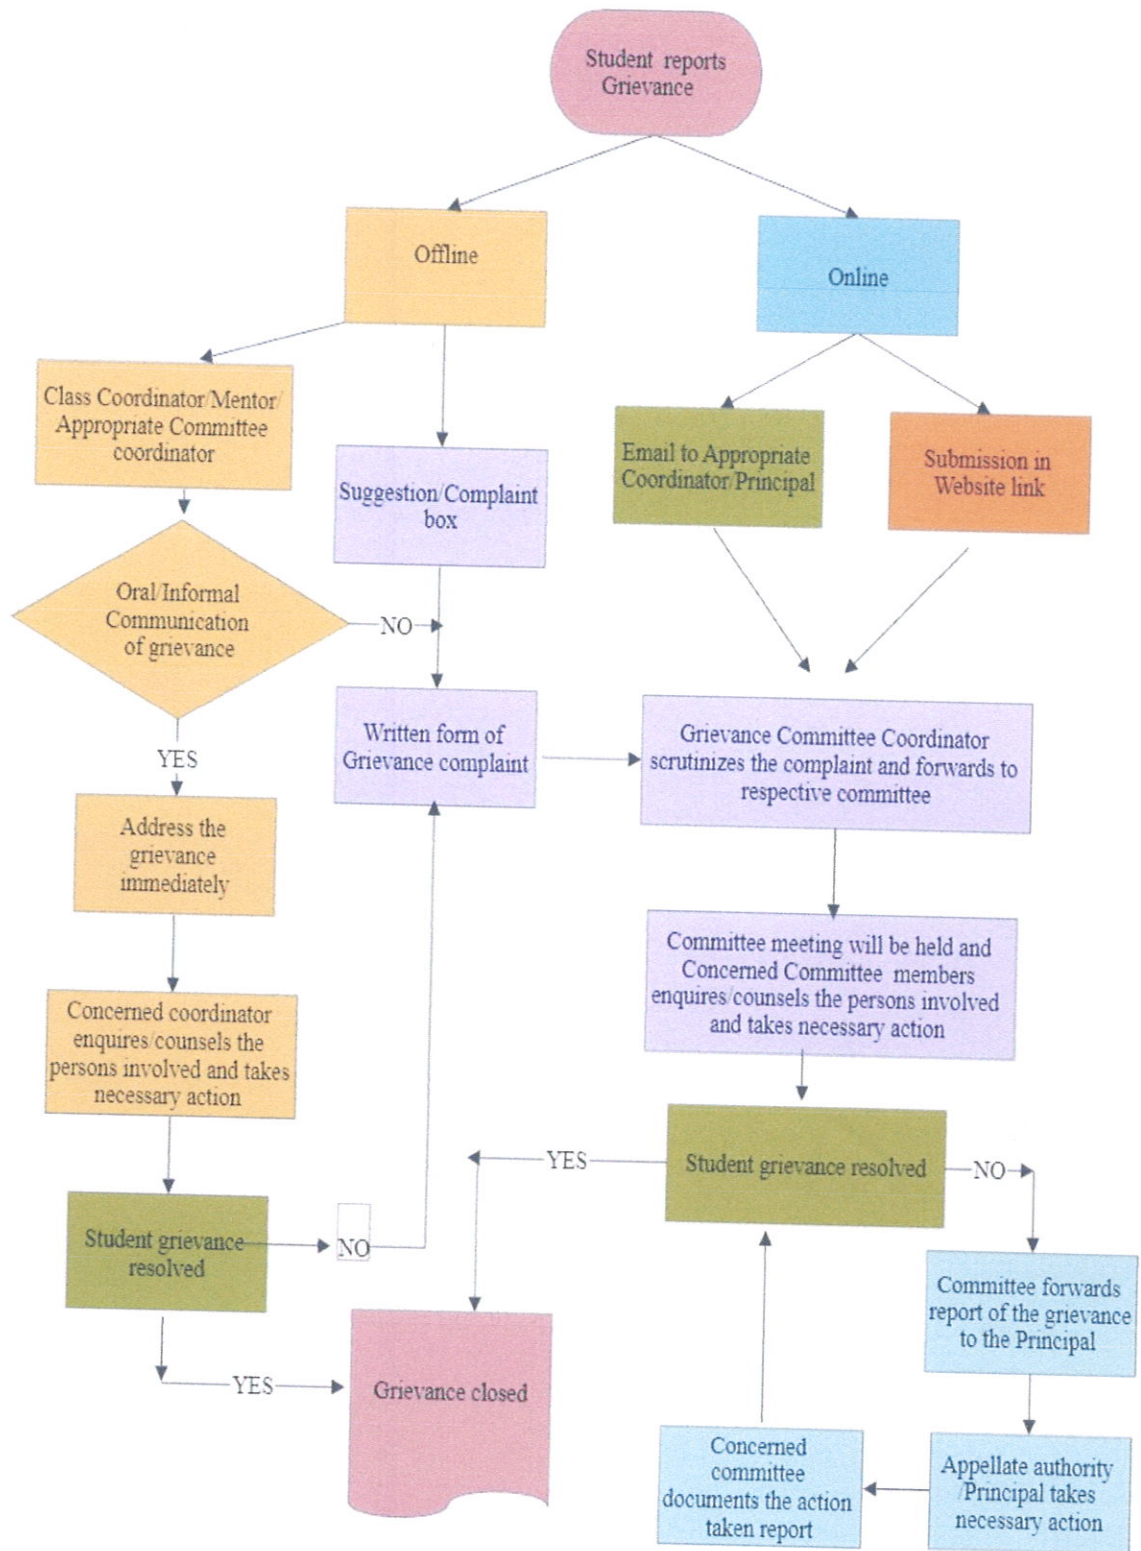 Student reports
Grievance
Offline
Online
Class Coordinator/Mentor/
Appropriate Committee
coordinator
Suggestion/Complaint
box
Email to Appropriate
Coordinator/Principal
Submission in
Website link
Oral/Informal
Communication
of grievance
NO
YES
Written form of
Grievance complaint
Grievance Committee Coordinator
scrutinizes the complaint and forwards to
respective committee
Address the
grievance
immediately
Committee meeting will be held and
Concerned Committee members
enquires/counsels the persons involved
and takes necessary action
Concerned coordinator
enquires/counsels the
persons involved and takes
necessary action
YES
Student grievance resolved
NO
Student grievance
resolved
NO
Committee forwards
report of the grievance
to the Principal
YES
Grievance closed
Concerned
committee
documents the action
taken report
Appellate authority
/Principal takes
necessary action